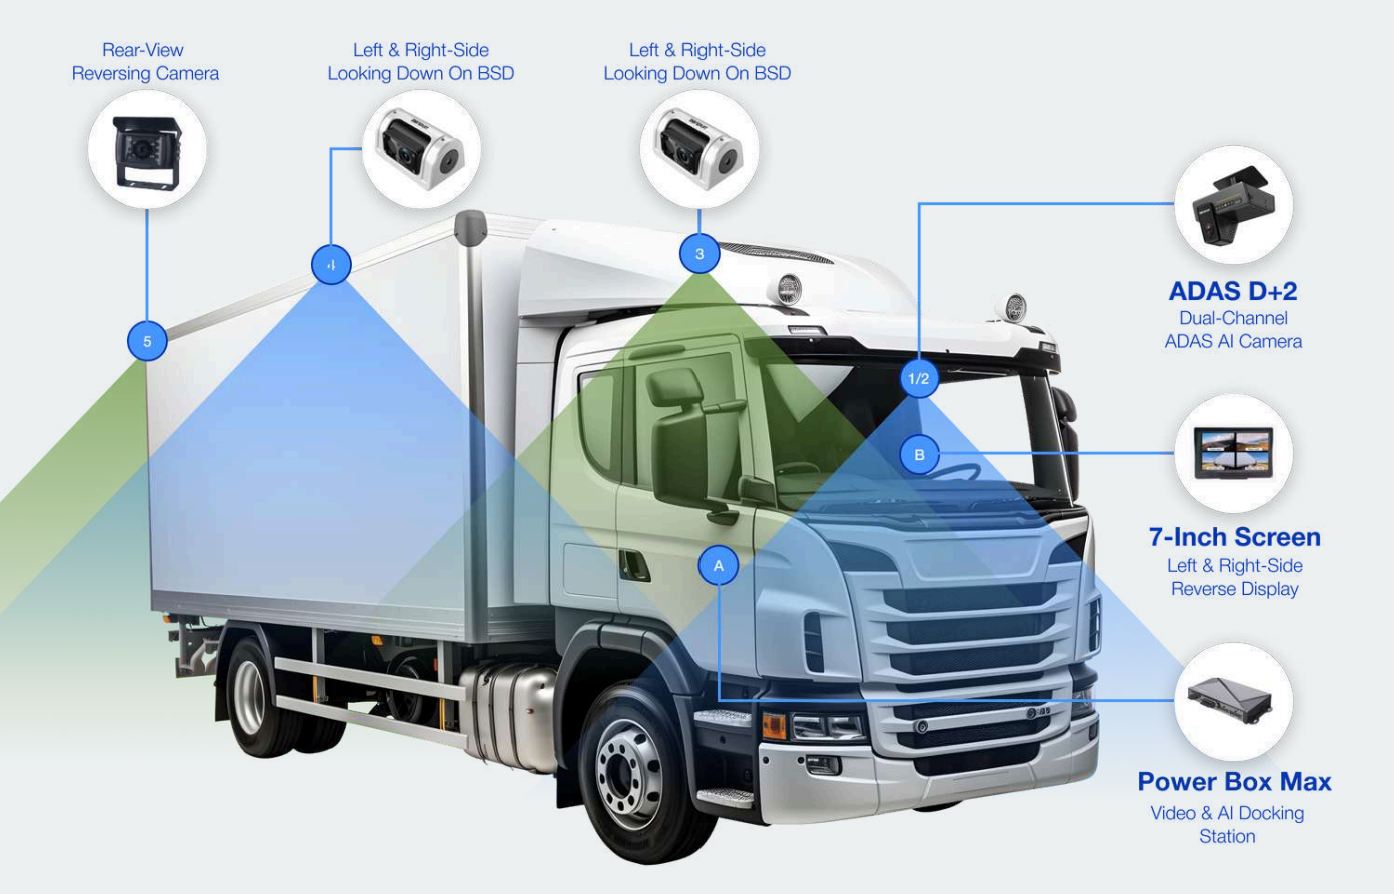 Rear-View
Reversing Camera
Left & Right-Side
Looking Down On BSD
Left & Right-Side
Looking Down On BSD
ADAS D+2
Dual-Channel
ADAS AI Camera
7-Inch Screen
Left & Right-Side
Reverse Display
Power Box Max
Video & AI Docking
Station
5
4
3
1/2
B
A